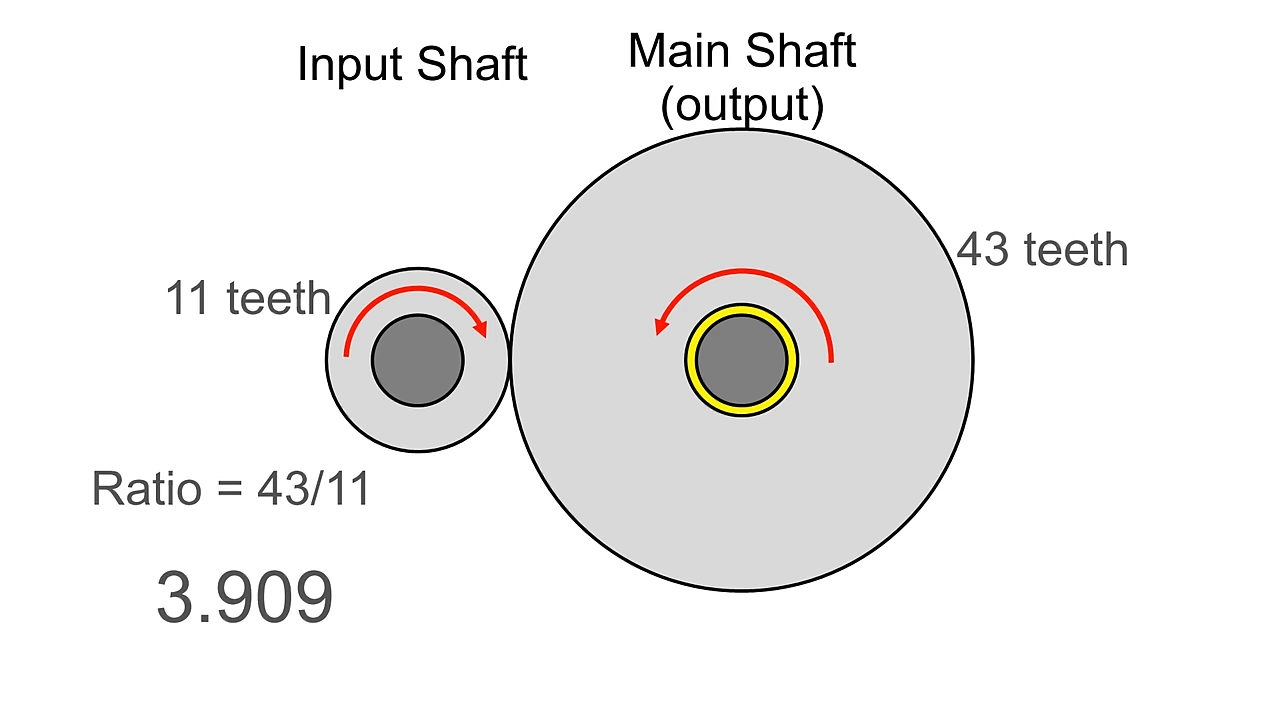 Input Shaft
Main Shaft
(output)
11 teeth
43 teeth
Ratio = 43/11
3.909